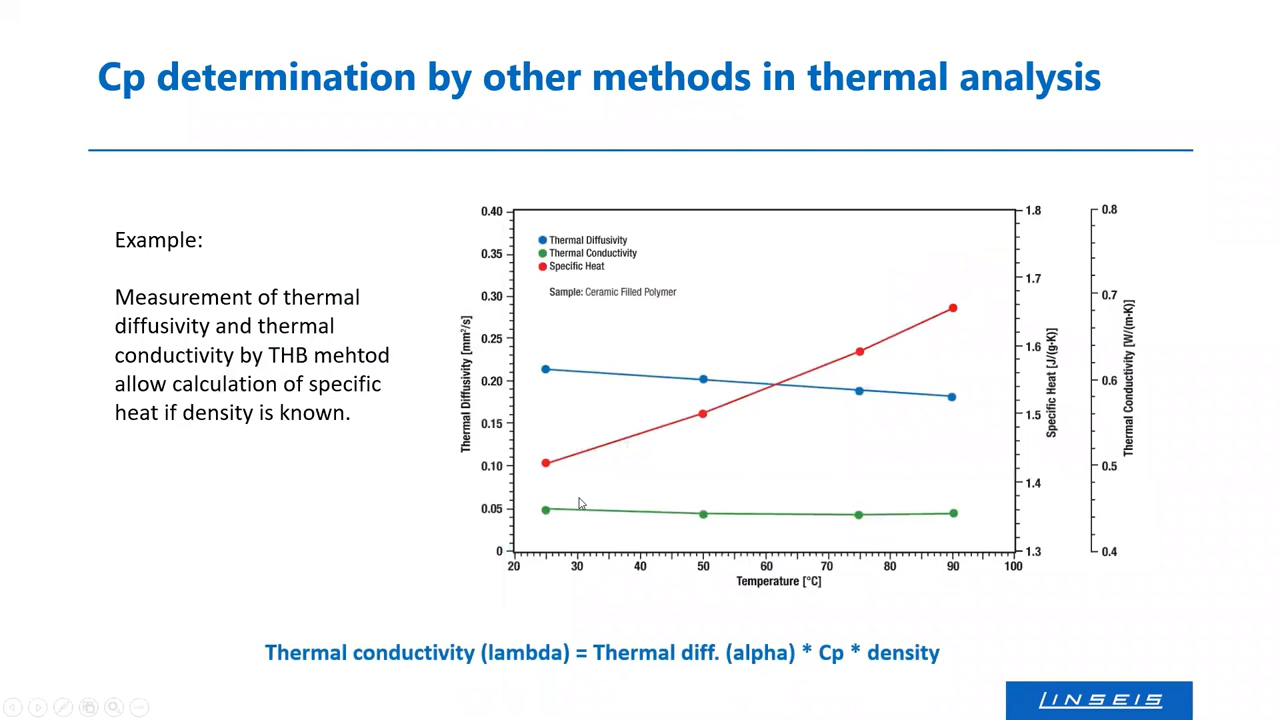 Cp determination by other methods in thermal analysis
Example:
Measurement of thermal
diffusivity and thermal
conductivity by THB mehtod
allow calculation of specific
heat if density is known.
Thermal Diffusivity [mm²/s]
0.40
0.35
0.30
0.25
0.20
0.15
0.10
0.05
0
Thermal Diffusivity
Thermal Conductivity
Specific Heat
Sample: Ceramic Filled Polymer
20 30 40 50 60 70 80 90 100
Temperature [°C]
1.8
1.7
1.6
1.5
1.4
1.3
Specific Heat [J/(g·K)]
0.8
0.7
0.6
0.5
0.4
Thermal Conductivity [W/(m·K)]
Thermal conductivity (lambda) = Thermal diff. (alpha) * Cp * density
LINSEIS